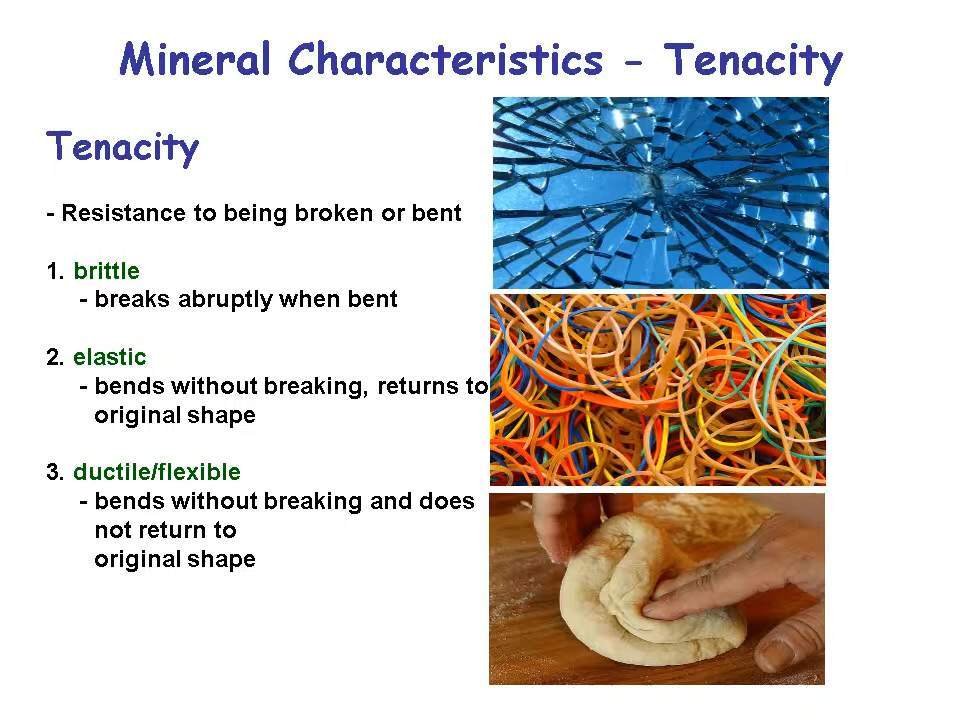 Mineral Characteristics - Tenacity
Tenacity
- Resistance to being broken or bent
1. brittle
- breaks abruptly when bent
2. elastic
- bends without breaking, returns to
original shape
3. ductile/flexible
- bends without breaking and does
not return to
original shape